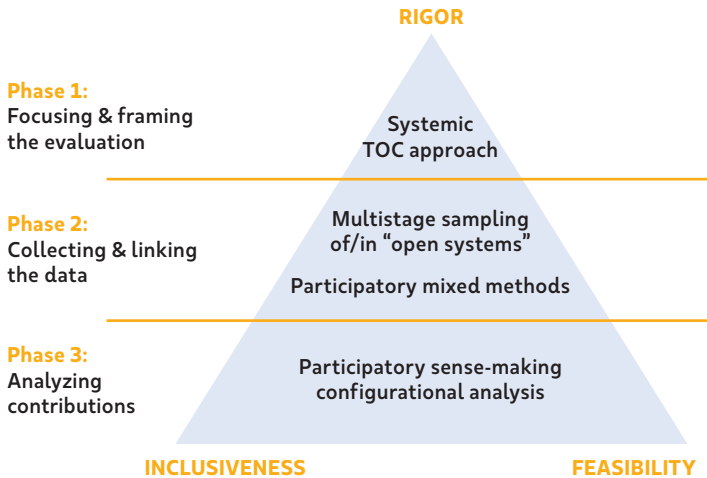 RIGOR
Phase 1:
Focusing & framing
the evaluation
Systemic
TOC approach
Phase 2:
Collecting & linking
the data
Multistage sampling
of/in “open systems”
Participatory mixed methods
Phase 3:
Analyzing
contributions
Participatory sense-making
configurational analysis
INCLUSIVENESS
FEASIBILITY